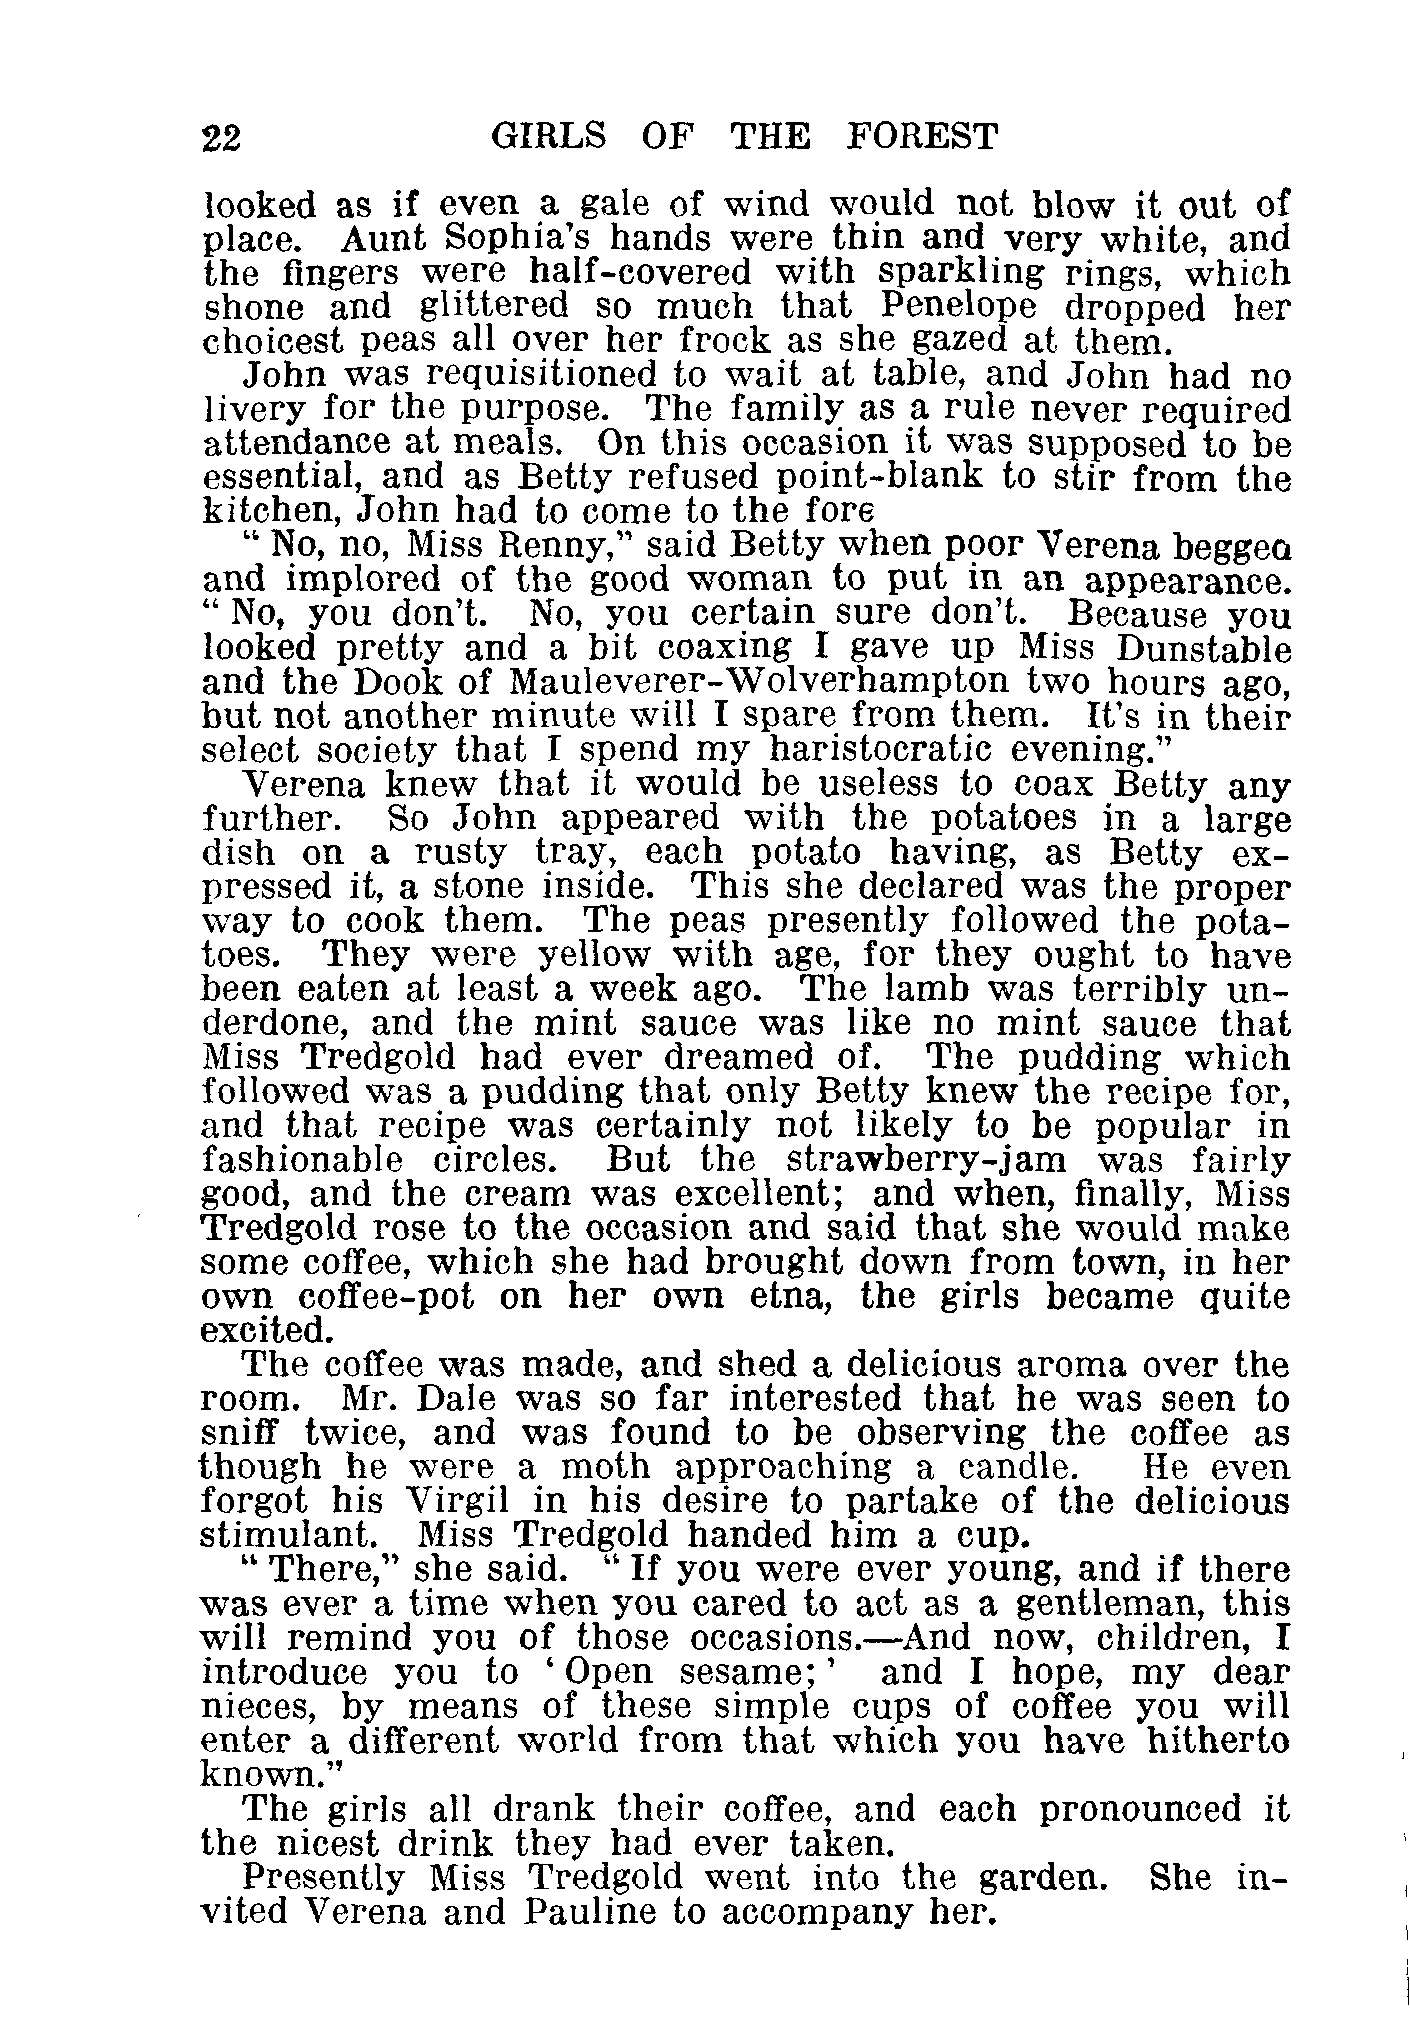 22 GIRLS OF THE FOREST
looked as if even a gale of wind would not blow it out of
place. Aunt Sophia's hands were thin and very white, and
the fingers were half-covered with sparkling rings, which
shone and glittered so much that Penelope dropped her
choicest peas all over her frock as she gazed at them.
John was requisitioned to wait at table, and John had no
livery for the purpose. The family as a rule never required
attendance at meals. On this occasion it was supposed to be
essential, and as Betty refused point-blank to stir from the
kitchen, John had to come to the fore
“ No, no, Miss Renny,” said Betty when poor Verena begged
and implored of the good woman to put in an appearance.
“ No, you don't. No, you certain sure don't. Because you
looked pretty and a bit coaxing I gave up Miss Dunstable
and the Dook of Mauleverer-Wolverhampton two hours ago,
but not another minute will I spare from them. It's in their
select society that I spend my haristocratic evening.”
Verena knew that it would be useless to coax Betty any
further. So John appeared with the potatoes in a large
dish on a rusty tray, each potato having, as Betty ex-
pressed it, a stone inside. This she declared was the proper
way to cook them. The peas presently followed the pota-
toes. They were yellow with age, for they ought to have
been eaten at least a week ago. The lamb was terribly un-
derdone, and the mint sauce was like no mint sauce that
Miss Tredgold had ever dreamed of. The pudding which
followed was a pudding that only Betty knew the recipe for,
and that recipe was certainly not likely to be popular in
fashionable circles. But the strawberry-jam was fairly
good, and the cream was excellent; and when, finally, Miss
Tredgold rose to the occasion and said that she would make
some coffee, which she had brought down from town, in her
own coffee-pot on her own etna, the girls became quite
excited.
The coffee was made, and shed a delicious aroma over the
room. Mr. Dale was so far interested that he was seen to
sniff twice, and was found to be observing the coffee as
though he were a moth approaching a candle. He even
forgot his Virgil in his desire to partake of the delicious
stimulant. Miss Tredgold handed him a cup.
“ There,” she said. “ If you were ever young, and if there
was ever a time when you cared to act as a gentleman, this
will remind you of those occasions.—And now, children, I
introduce you to ‘ Open sesame; ’ and I hope, my dear
nieces, by means of these simple cups of coffee you will
enter a different world from that which you have hitherto
known.”
The girls all drank their coffee, and each pronounced it
the nicest drink they had ever taken.
Presently Miss Tredgold went into the garden. She in-
vited Verena and Pauline to accompany her.